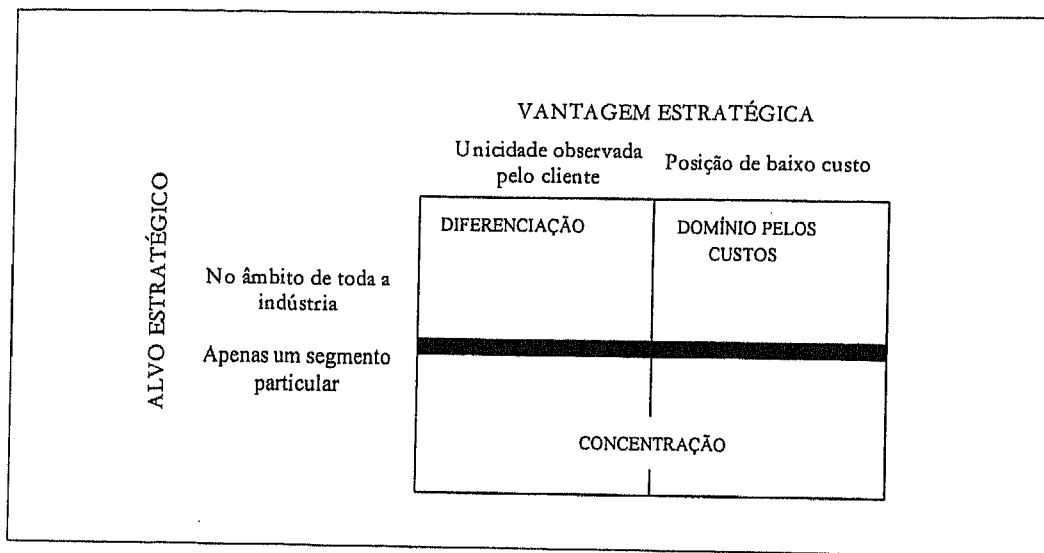 VANTAGEM ESTRATÉGICA
Unicidade observada
pelo cliente
Posição de baixo custo
ALVO ESTRATÉGICO
No âmbito de toda a
indústria
DIFERENCIAÇÃO
DOMÍNIO PELOS
CUSTOS
Apenas um segmento
particular
CONCENTRAÇÃO